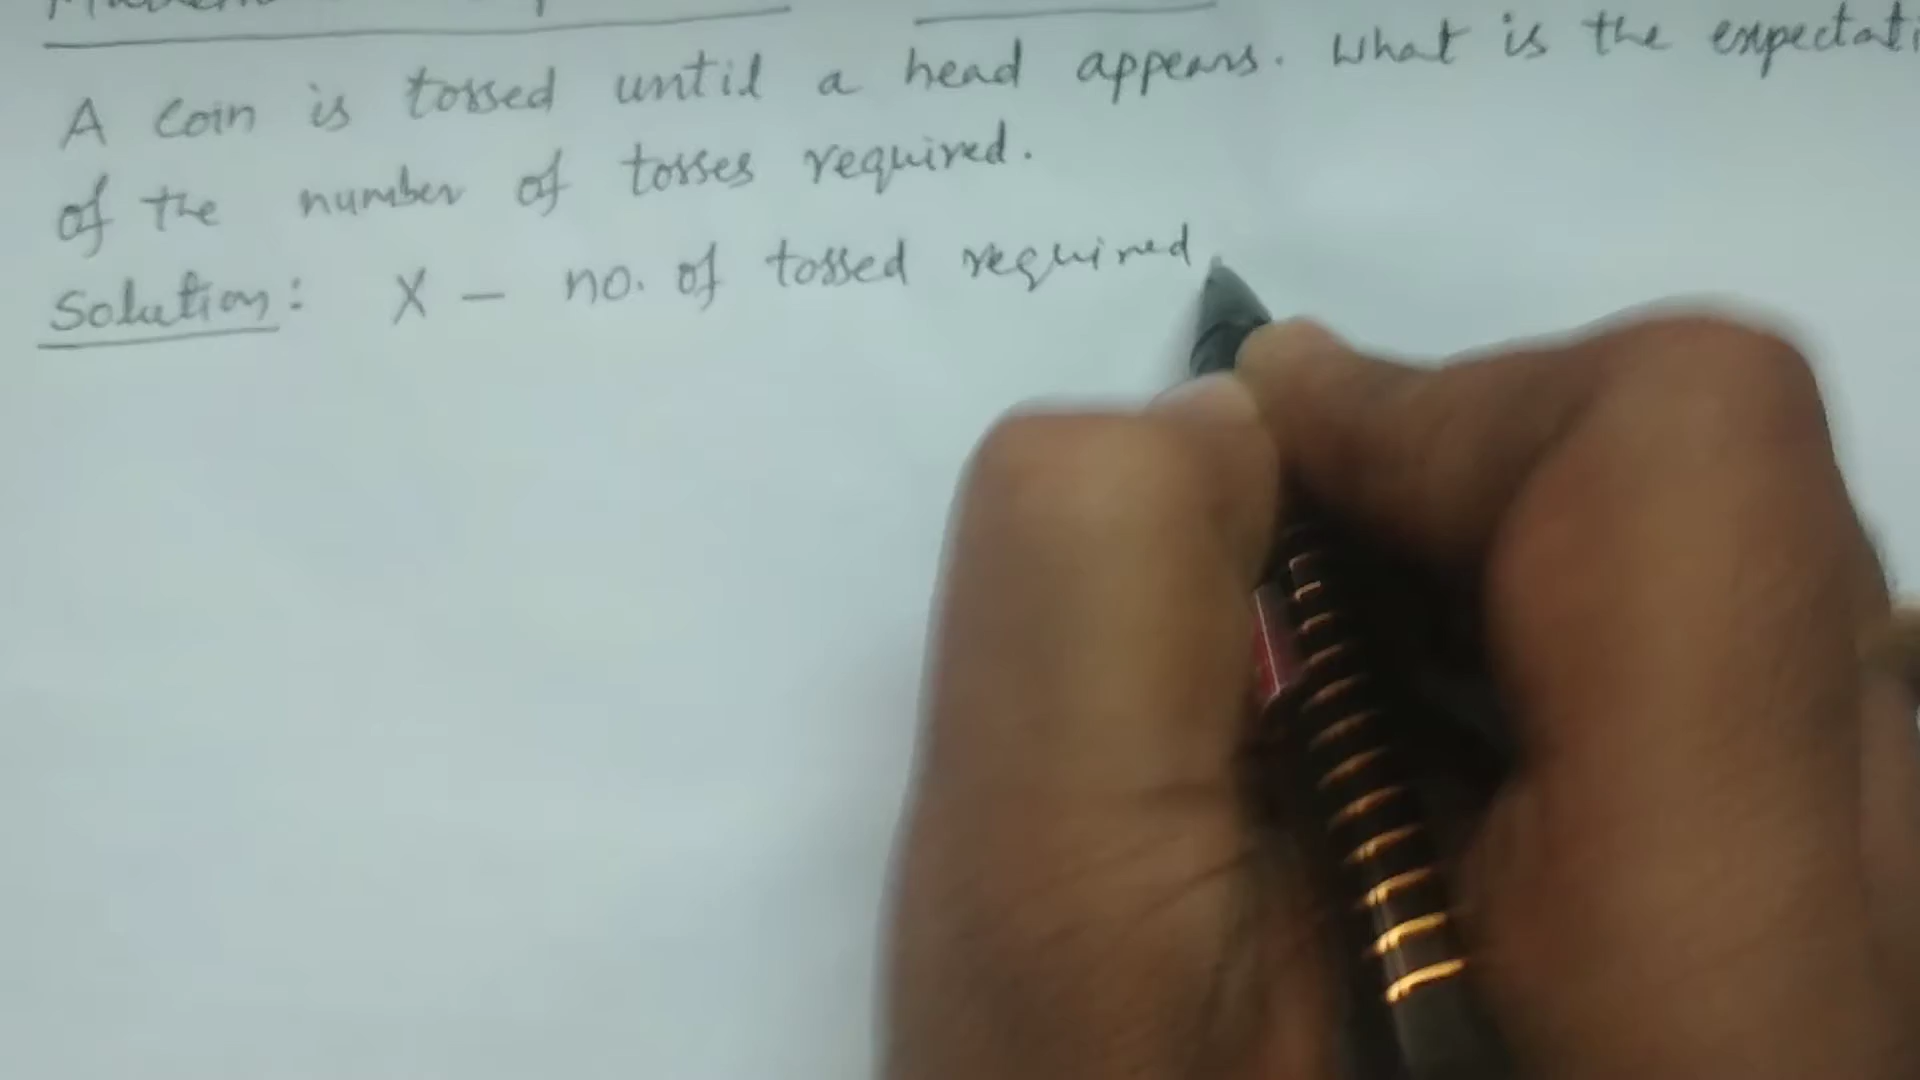 A coin is tossed until a head appears. What is the expectati
of the number of tosses required.
Solution: X - no. of tossed required